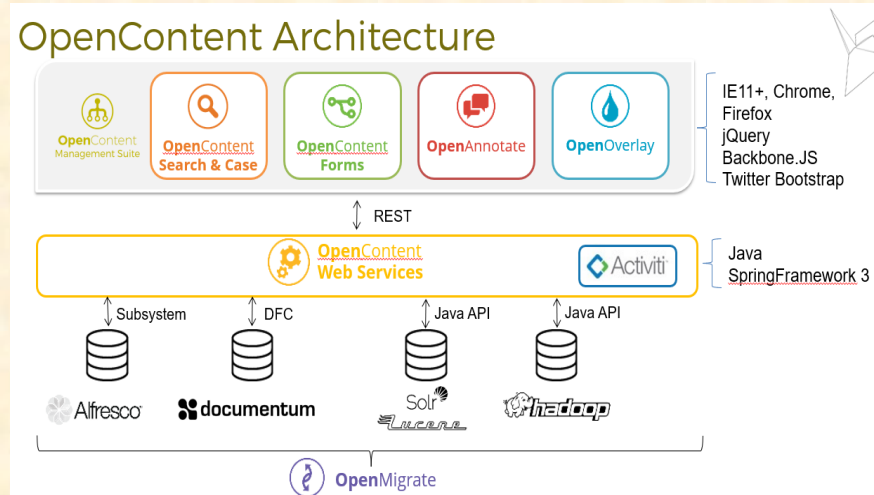 OpenContent Architecture
OpenContent
Management Suite
OpenContent
Search & Case
OpenContent
Forms
OpenAnnotate
OpenOverlay
IE11+, Chrome,
Firefox
jQuery
Backbone.JS
Twitter Bootstrap
REST
OpenContent
Web Services
Activiti
Java
SpringFramework 3
Subsystem
DFC
Java API
Java API
Alfresco
documentum
Solr
Lucene
hadoop
OpenMigrate